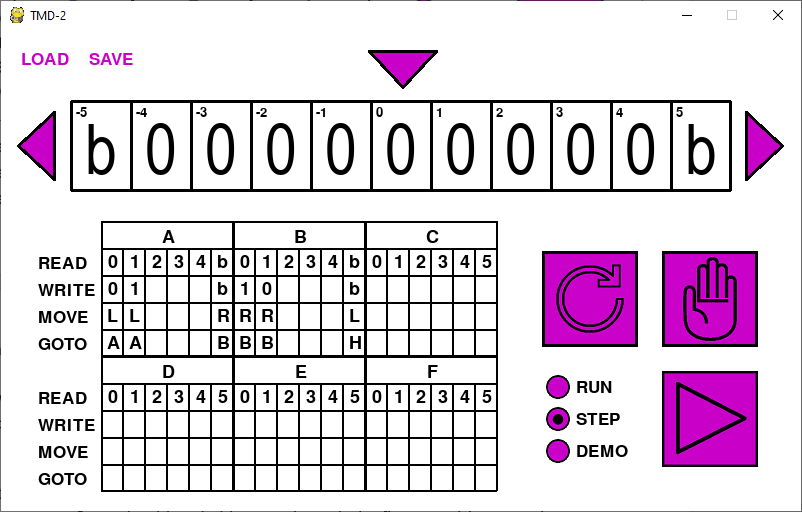 TMD-2
LOAD SAVE
-5 -4 -3 -2 -1 0 1 2 3 4 5
b 0 0 0 0 0 0 0 0 0 b
A B C
READ 0 1 2 3 4 b 0 1 2 3 4 b 0 1 2 3 4 5
WRITE 0 1 b 1 0 b
MOVE L L R R R L
GOTO A A B B B H
D E F
READ 0 1 2 3 4 5 0 1 2 3 4 5 0 1 2 3 4 5
WRITE
MOVE
GOTO
RUN
STEP
DEMO